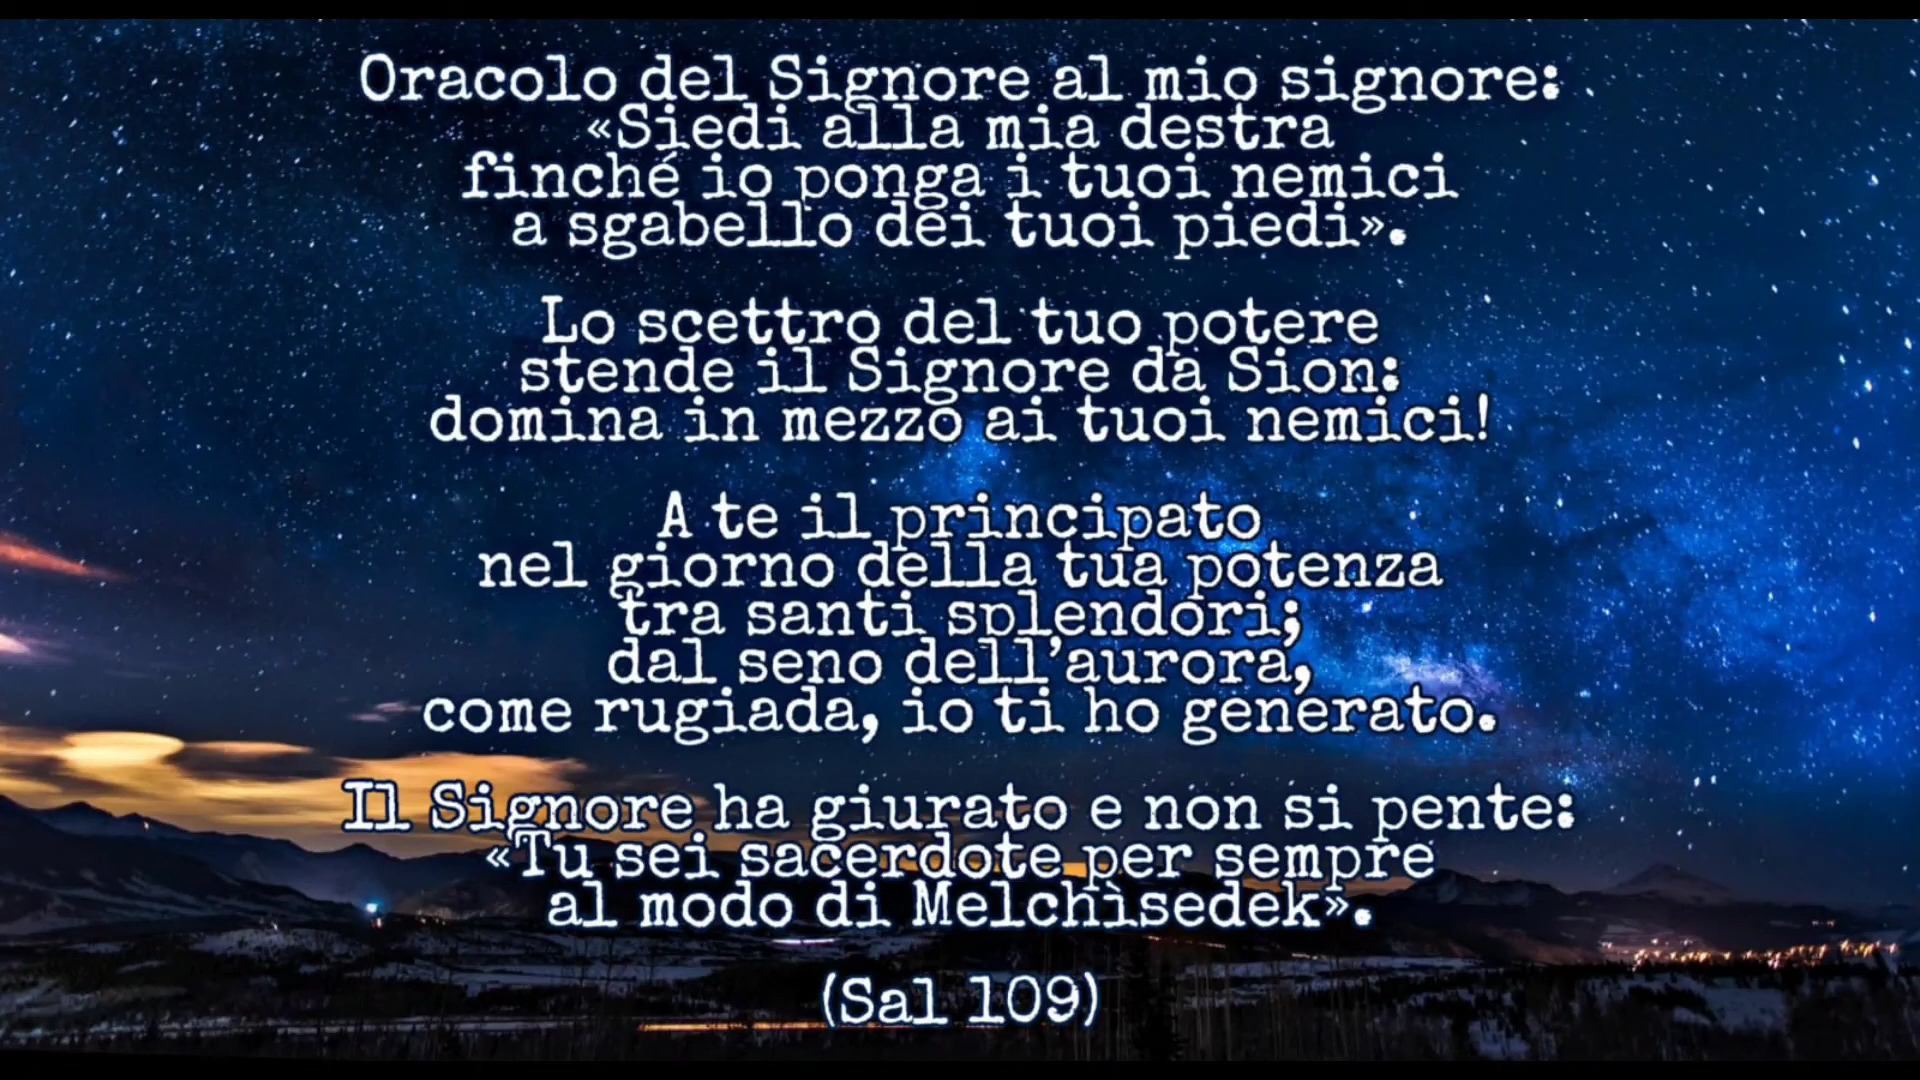 Oracolo del Signore al mio signore:
«Siedi alla mia destra
finché io ponga i tuoi nemici
a sgabello dei tuoi piedi».
Lo scettro del tuo potere
stende il Signore da Sion:
domina in mezzo ai tuoi nemici!
A te il principato
nel giorno della tua potenza
tra santi splendori;
dal seno dell'aurora,
come rugiada, io ti ho generato.
Il Signore ha giurato e non si pente:
«Tu sei sacerdote per sempre
al modo di Melchìsedek».
(Sal 109)